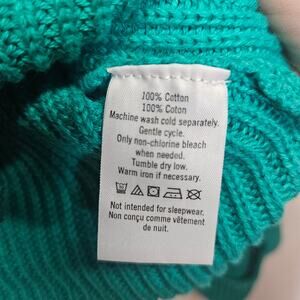 100% Cotton
100% Coton
Machine wash cold separately.
Gentle cycle.
Only non-chlorine bleach
when needed.
Tumble dry low.
Warm iron if necessary.
Not intended for sleepwear.
Non conçu comme vêtement
de nuit.